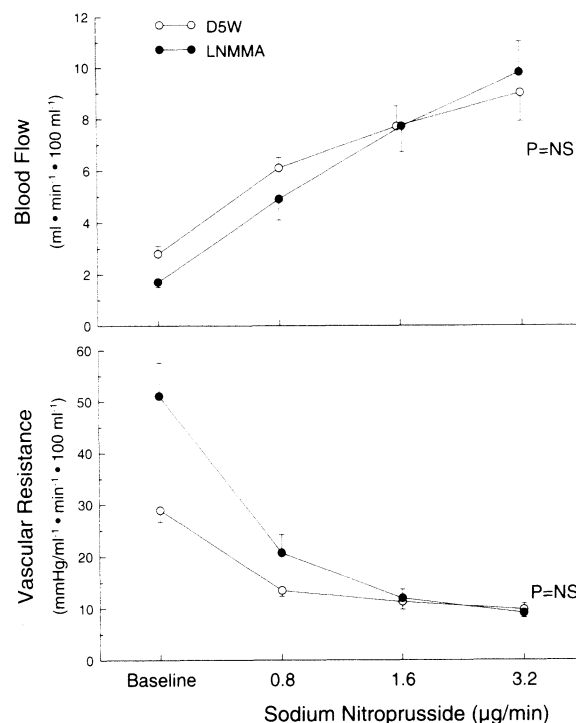 D5W
LNMMA
12
10
8
6
4
2
0
Blood Flow
(ml • min⁻¹ • 100 ml⁻¹)
P=NS
60
50
40
30
20
10
0
Vascular Resistance
(mmHg/ml⁻¹ • min⁻¹ • 100 ml⁻¹)
P=NS
Baseline 0.8 1.6 3.2
Sodium Nitroprusside (μg/min)